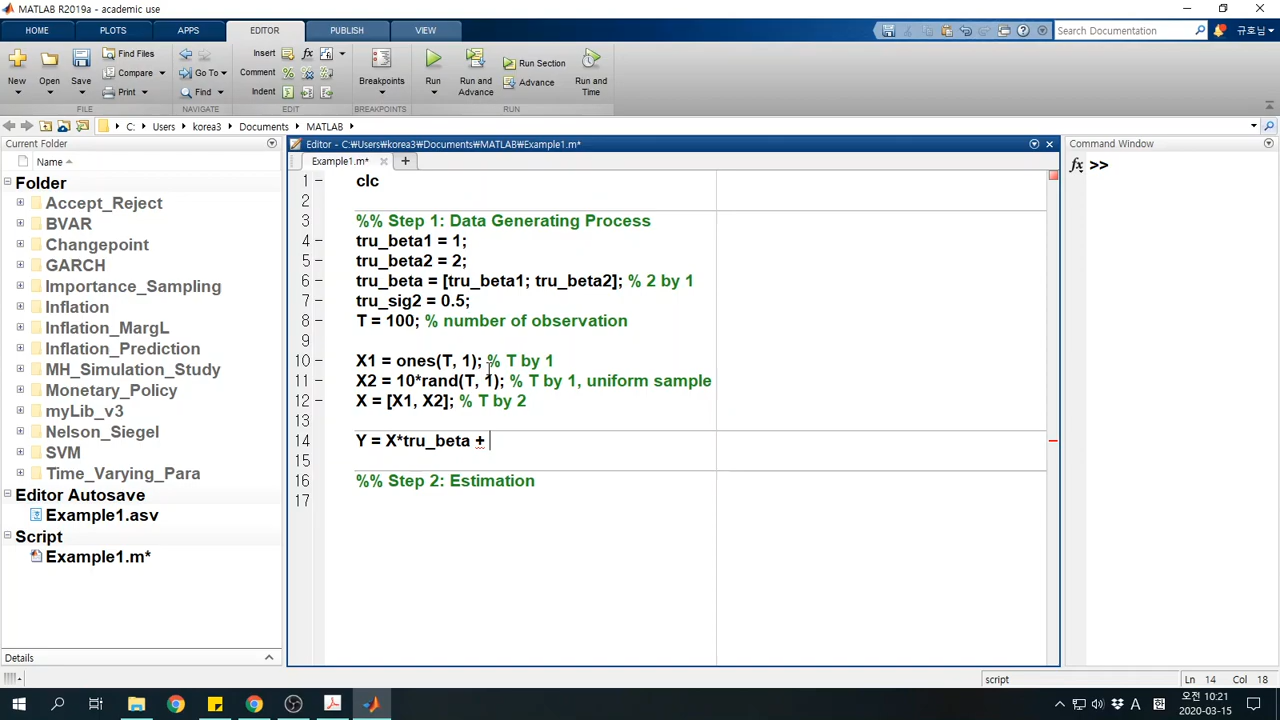 MATLAB R2019a - academic use
HOME PLOTS APPS EDITOR PUBLISH VIEW
Search Documentation 규호님
New Open Save Find Files Compare Print
Go To Find
Insert Comment Indent
Breakpoints Run Run and Advance Run Section Advance Run and Time
FILE NAVIGATE EDIT BREAKPOINTS RUN
C: Users korea3 Documents MATLAB
Current Folder
Name
Folder
Accept_Reject
BVAR
Changepoint
GARCH
Importance_Sampling
Inflation
Inflation_MargL
Inflation_Prediction
MH_Simulation_Study
Monetary_Policy
myLib_v3
Nelson_Siegel
SVM
Time_Varying_Para
Editor Autosave
Example1.asv
Script
Example1.m*
Details
Editor - C:₩Users₩korea3₩Documents₩MATLAB₩Example1.m*
Example1.m* +
1 clc
2
3 %% Step 1: Data Generating Process
4 tru_beta1 = 1;
5 tru_beta2 = 2;
6 tru_beta = [tru_beta1; tru_beta2]; % 2 by 1
7 tru_sig2 = 0.5;
8 T = 100; % number of observation
9
10 X1 = ones(T, 1); % T by 1
11 X2 = 10*rand(T, 1); % T by 1, uniform sample
12 X = [X1, X2]; % T by 2
13
14 Y = X*tru_beta +
15
16 %% Step 2: Estimation
17
Command Window
fx >>
script Ln 14 Col 18
A 한 오전 10:21
2020-03-15